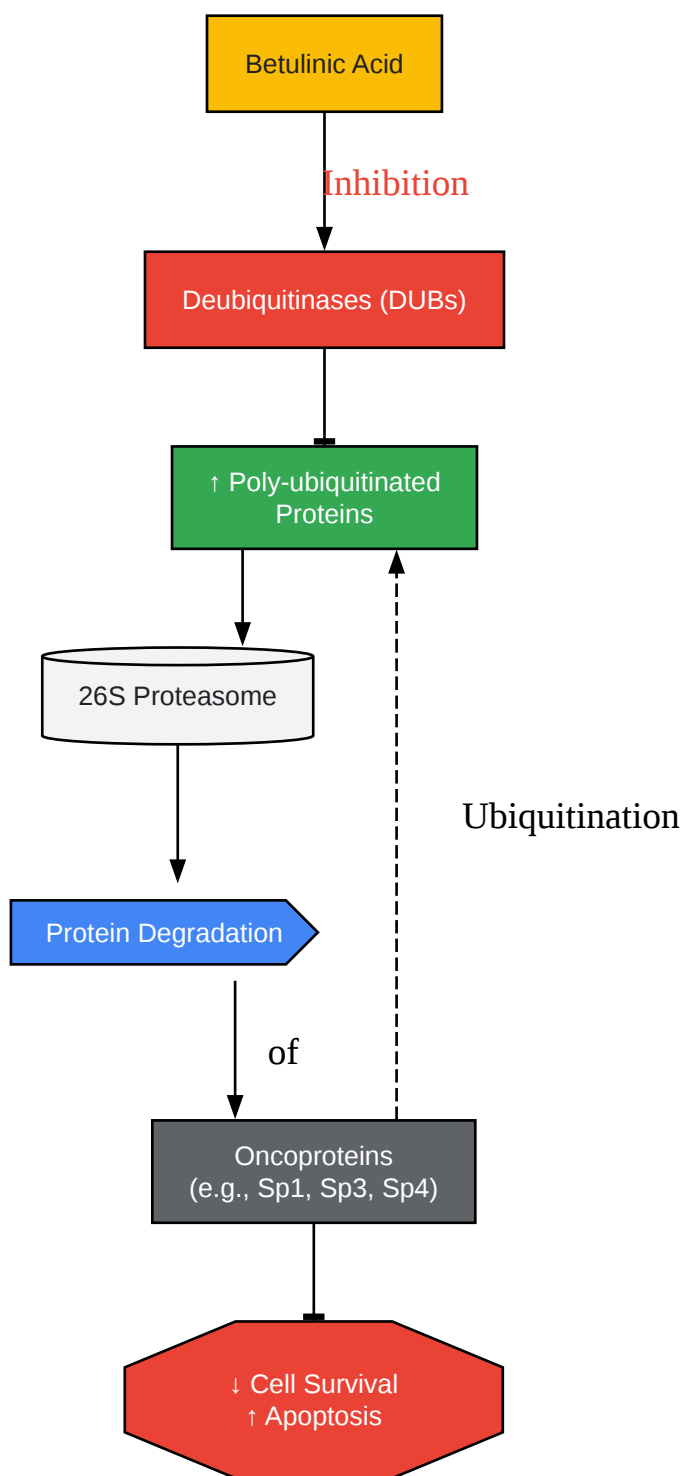 Betulinic Acid
Inhibition
Deubiquitinases (DUBs)
↑ Poly-ubiquitinated
Proteins
26S Proteasome
Ubiquitination
Protein Degradation
of
Oncoproteins
(e.g., Sp1, Sp3, Sp4)
↓ Cell Survival
↑ Apoptosis